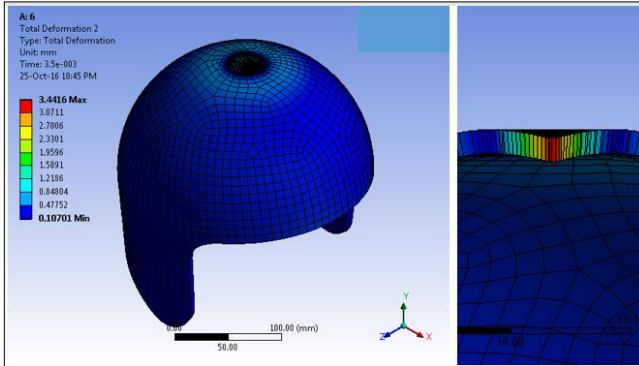 A: 6
Total Deformation 2
Type: Total Deformation
Unit: mm
Time: 3.5e-003
25-Oct-16 10:45 PM
3.4416 Max
3.0711
2.7006
2.3301
1.9596
1.5891
1.2186
0.84804
0.47752
0.10701 Min
Y
Z
X
0.00
100.00 (mm)
50.00
30.00